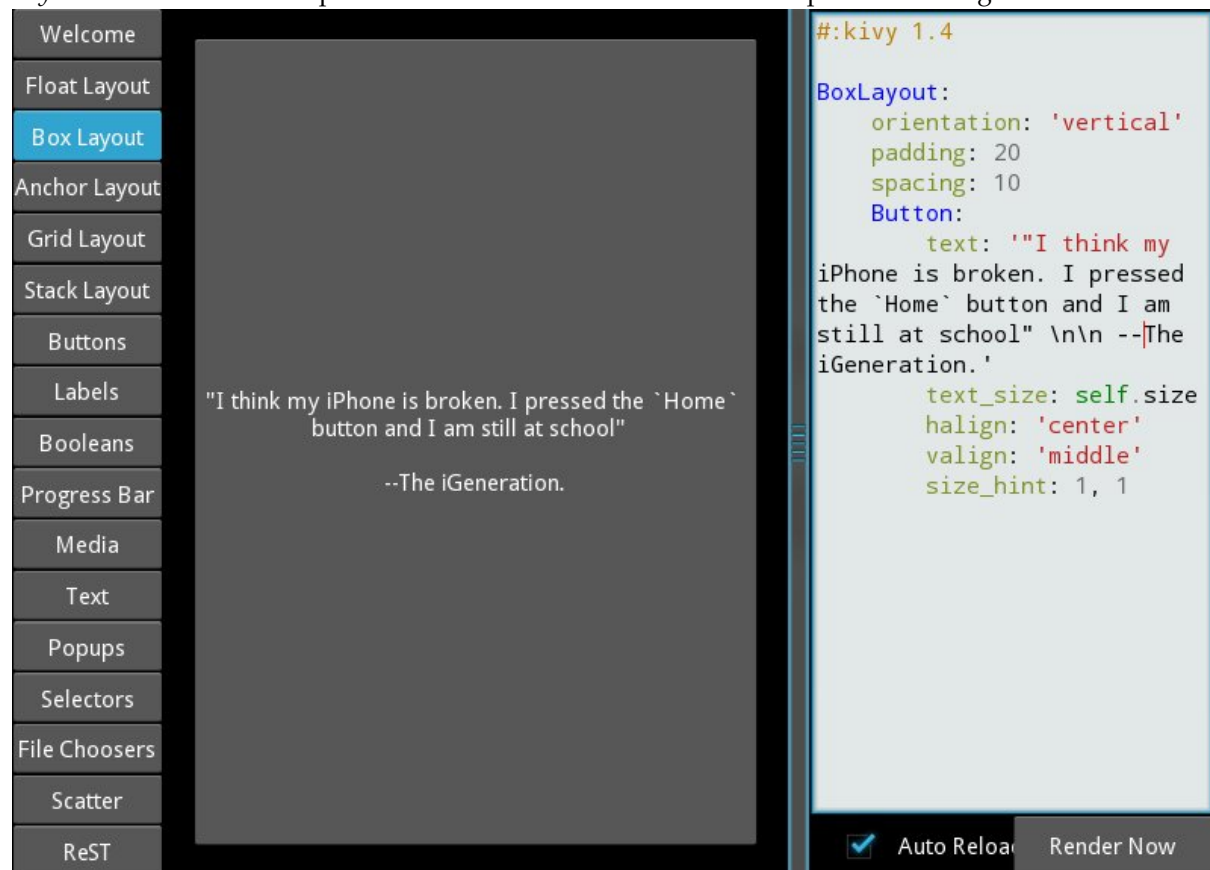 Welcome
Float Layout
Box Layout
Anchor Layout
Grid Layout
Stack Layout
Buttons
Labels
Booleans
Progress Bar
Media
Text
Popups
Selectors
File Choosers
Scatter
ReST
"I think my iPhone is broken. I pressed the `Home`
button and I am still at school"
--The iGeneration.
#:kivy 1.4
BoxLayout:
orientation: 'vertical'
padding: 20
spacing: 10
Button:
text: '"I think my
iPhone is broken. I pressed
the `Home` button and I am
still at school" \n\n --The
iGeneration.'
text_size: self.size
halign: 'center'
valign: 'middle'
size_hint: 1, 1
Auto Reloa
Render Now